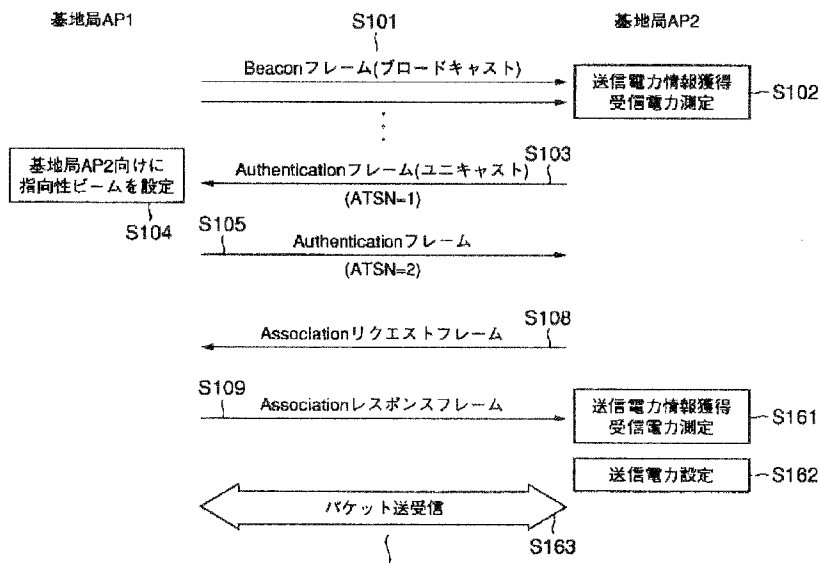 基地局AP1
S101
基地局AP2
Beaconフレーム(ブロードキャスト)
送信電力情報獲得
受信電力測定
S102
基地局AP2向けに
指向性ビームを設定
S104
Authenticationフレーム(ユニキャスト)
S103
(ATSN=1)
S105
Authenticationフレーム
(ATSN=2)
S108
Associationリクエストフレーム
S109
Associationレスポンスフレーム
送信電力情報獲得
受信電力測定
S161
送信電力設定
S162
パケット送受信
S163